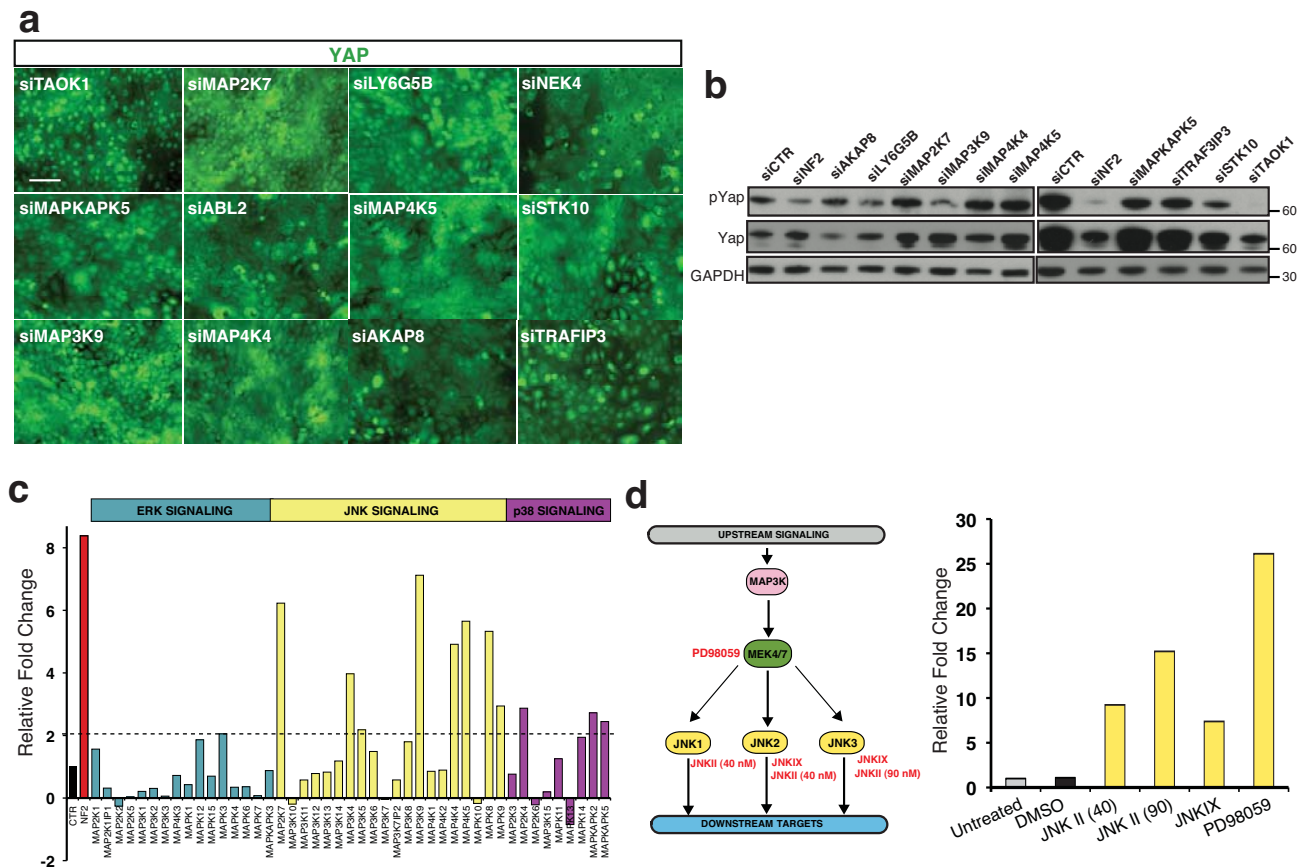 a
YAP
siTAOK1 siMAP2K7 siLY6G5B siNEK4
siMAPKAPK5 siABL2 siMAP4K5 siSTK10
siMAP3K9 siMAP4K4 siAKAP8 siTRAFIP3
b
siCTR siNF2 siAKAP8 siLY6G5B siMAP2K7 siMAP3K9 siMAP4K4 siMAP4K5 siCTR siNF2 siMAPKAPK5 siTRAF3IP3 siSTK10 siTAOK1
pYap 60
Yap 60
GAPDH 30
c
ERK SIGNALING JNK SIGNALING p38 SIGNALING
Relative Fold Change
8
6
4
2
0
-2
CTR NF2 MAP2K1 MAP2K1IP1 MAP2K2 MAP2K5 MAP3K1 MAP3K2 MAP3K3 MAP4K3 MAPK1 MAPK12 MAPK15 MAPK3 MAPK4 MAPK6 MAPK7 MAPKAPK3 MAP2K7 MAP3K10 MAP3K11 MAP3K12 MAP3K13 MAP3K14 MAP3K4 MAP3K5 MAP3K6 MAP3K7 MAP3K7IP2 MAP3K8 MAP3K9 MAP4K1 MAP4K2 MAP4K4 MAP4K5 MAPK10 MAPK8 MAPK9 MAP2K3 MAP2K4 MAP2K6 MAP3K15 MAPK11 MAPK13 MAPK14 MAPKAPK2 MAPKAPK5
d
UPSTREAM SIGNALING
MAP3K
PD98059 MEK4/7
JNK1 JNK2 JNK3
JNKII (40 nM)
JNKIX
JNKII (40 nM)
JNKIX
JNKII (90 nM)
DOWNSTREAM TARGETS
Relative Fold Change
30
25
20
15
10
5
0
Untreated DMSO JNK II (40) JNK II (90) JNKIX PD98059